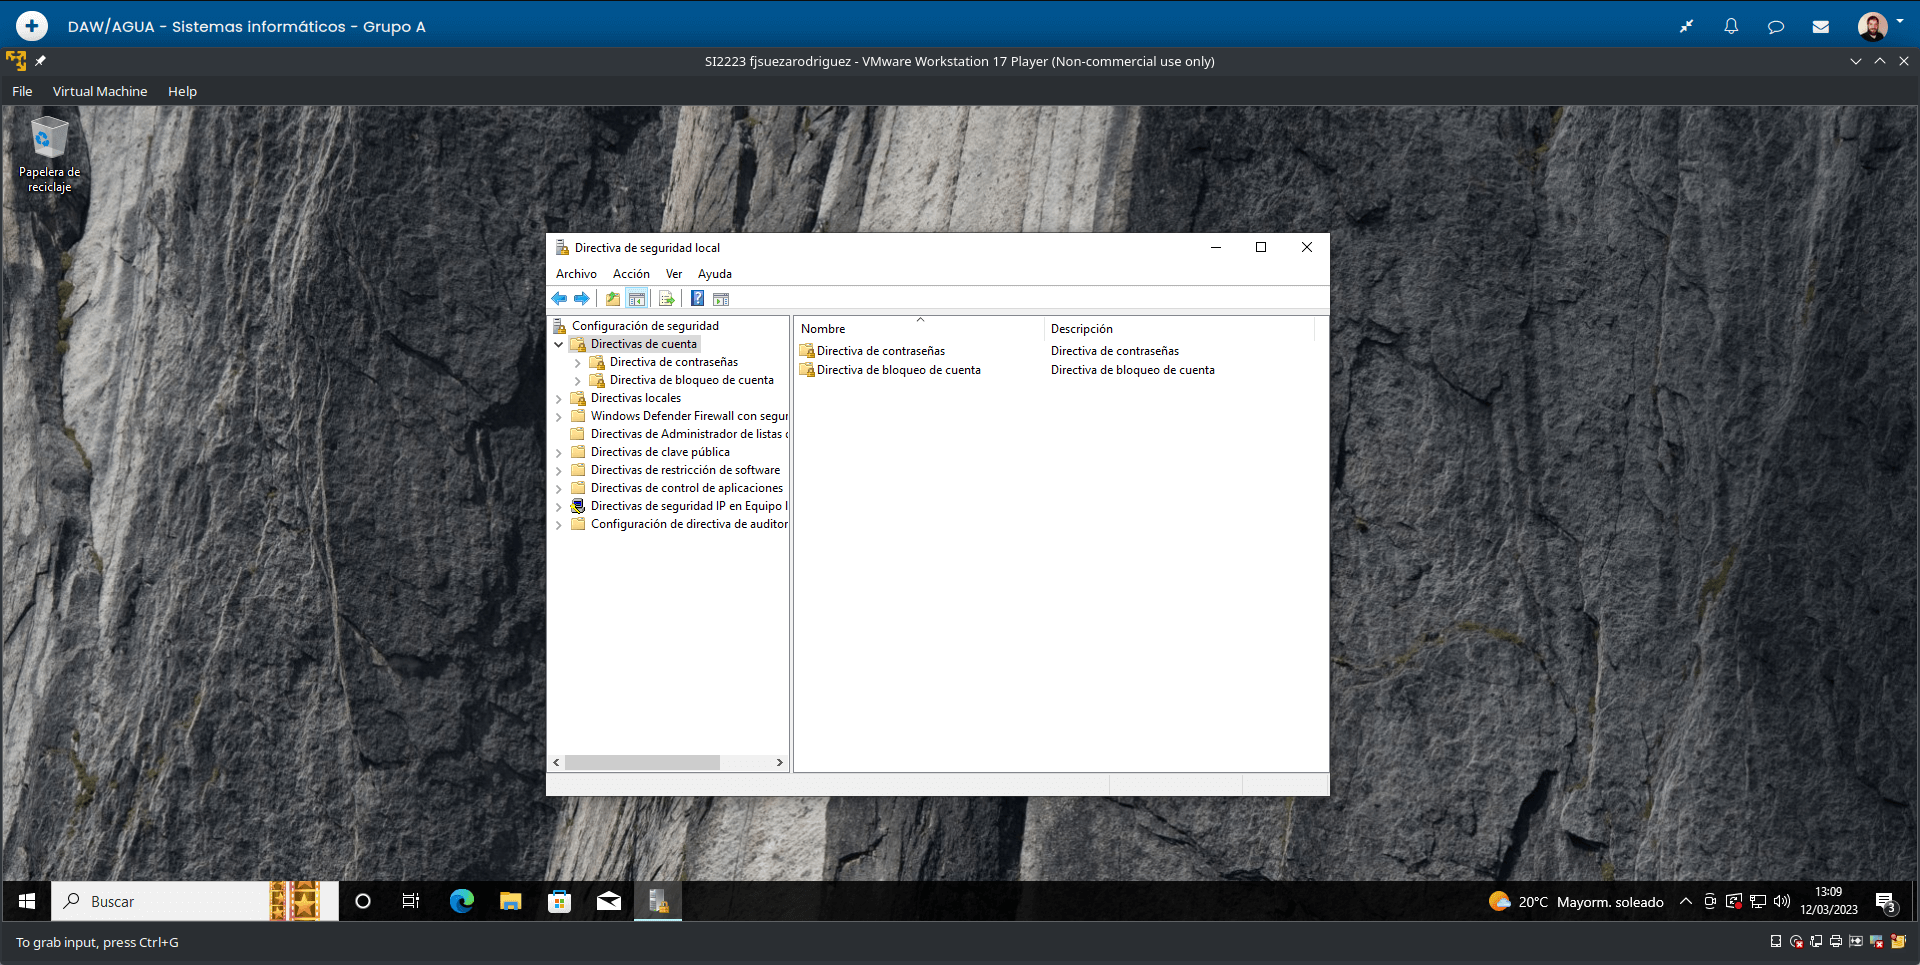 DAW/AGUA - Sistemas informáticos - Grupo A
SI2223 fjsuezarodriguez - VMware Workstation 17 Player (Non-commercial use only)
File Virtual Machine Help
Papelera de
reciclaje
Directiva de seguridad local
Archivo Acción Ver Ayuda
Configuración de seguridad
Directivas de cuenta
Directiva de contraseñas
Directiva de bloqueo de cuenta
Directivas locales
Windows Defender Firewall con segur
Directivas de Administrador de listas
Directivas de clave pública
Directivas de restricción de software
Directivas de control de aplicaciones
Directivas de seguridad IP en Equipo l
Configuración de directiva de auditor
Nombre Descripción
Directiva de contraseñas Directiva de contraseñas
Directiva de bloqueo de cuenta Directiva de bloqueo de cuenta
Buscar
20°C Mayorm. soleado
13:09
12/03/2023
3
To grab input, press Ctrl+G